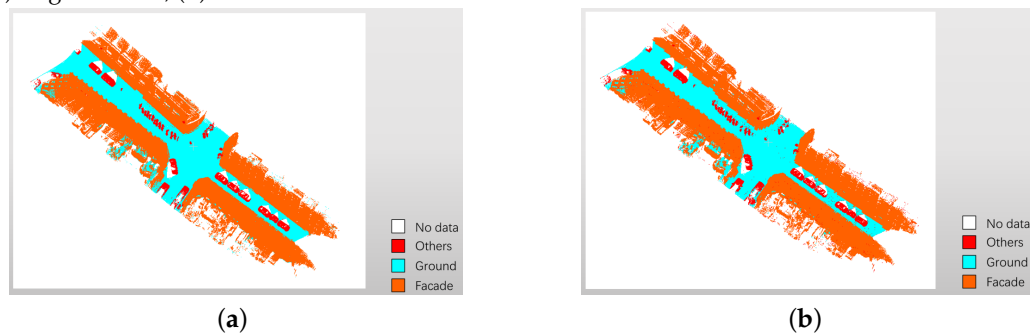 No data
Others
Ground
Facade
(a)
No data
Others
Ground
Facade
(b)